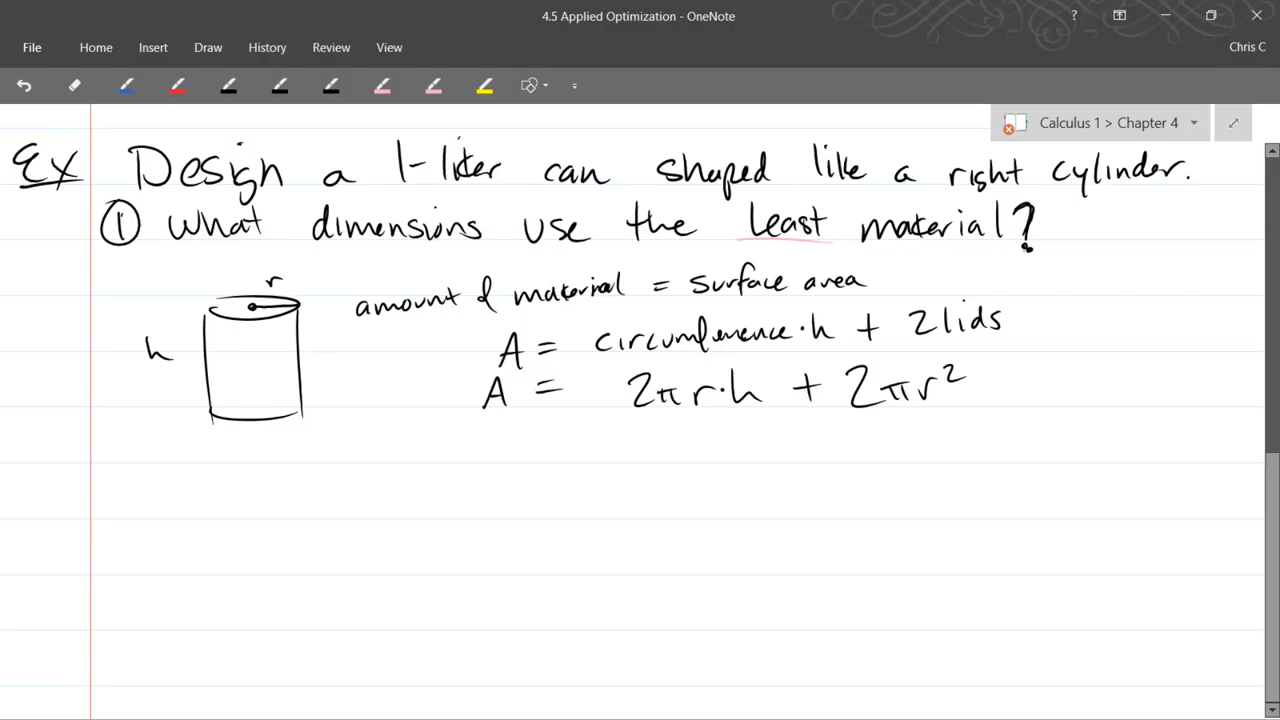 4.5 Applied Optimization - OneNote
File Home Insert Draw History Review View
Chris C
Calculus 1 > Chapter 4
Ex Design a 1-liter can shaped like a right cylinder.
① What dimensions use the least material?
r
h
amount of material = surface area
A = circumference·h + 2 lids
A = 2πr·h + 2πr²